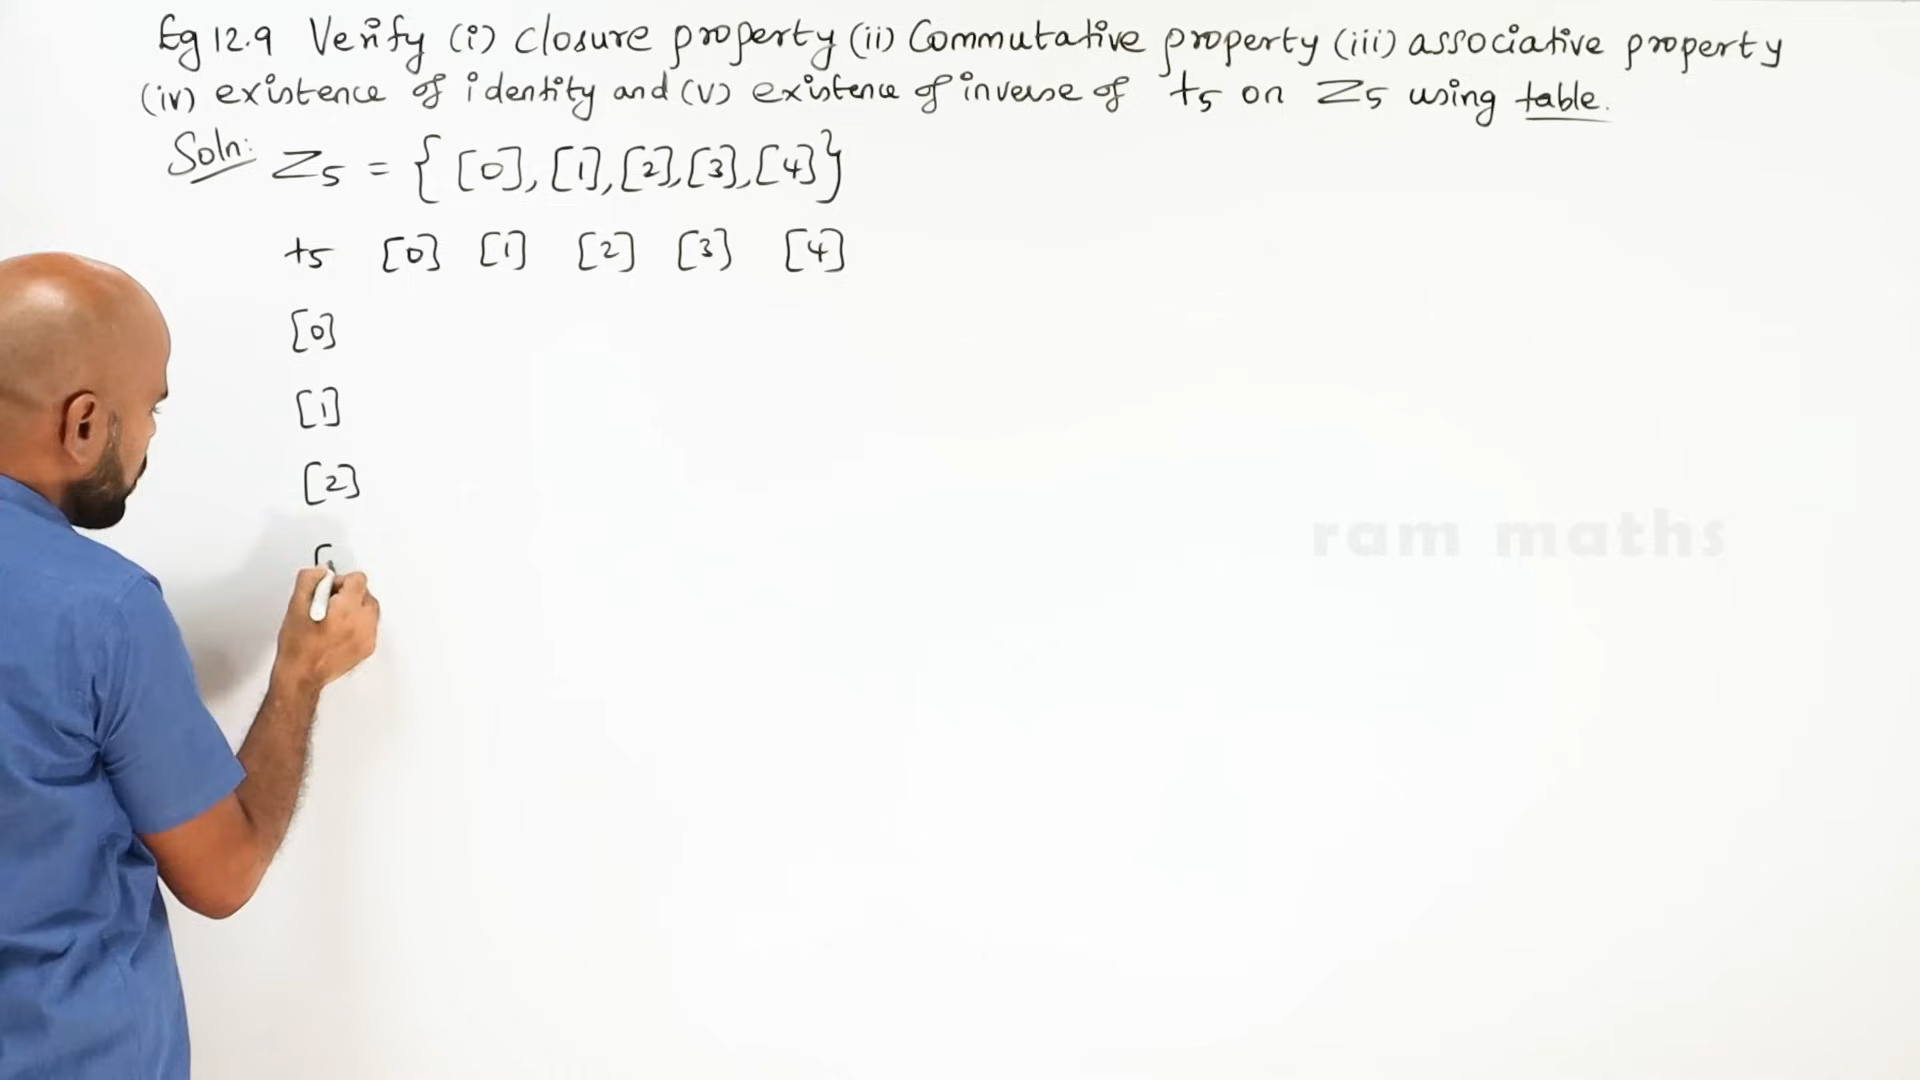 Eg 12.9 Verify (i) closure property (ii) Commutative property (iii) associative property
(iv) existence of identity and (v) existence of inverse of +5 on Z5 using table.
Soln: Z5 = { [0], [1], [2], [3], [4] }
+5 [0] [1] [2] [3] [4]
[0]
[1]
[2]
[
ram maths